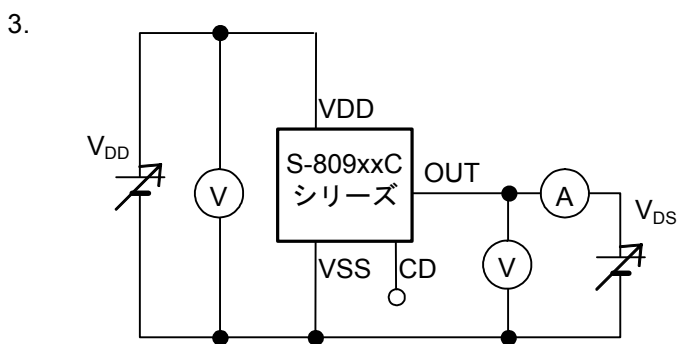 3.
VDD
VDD
S-809xxC
シリーズ
OUT
V
A
VDS
V
VSS
CD